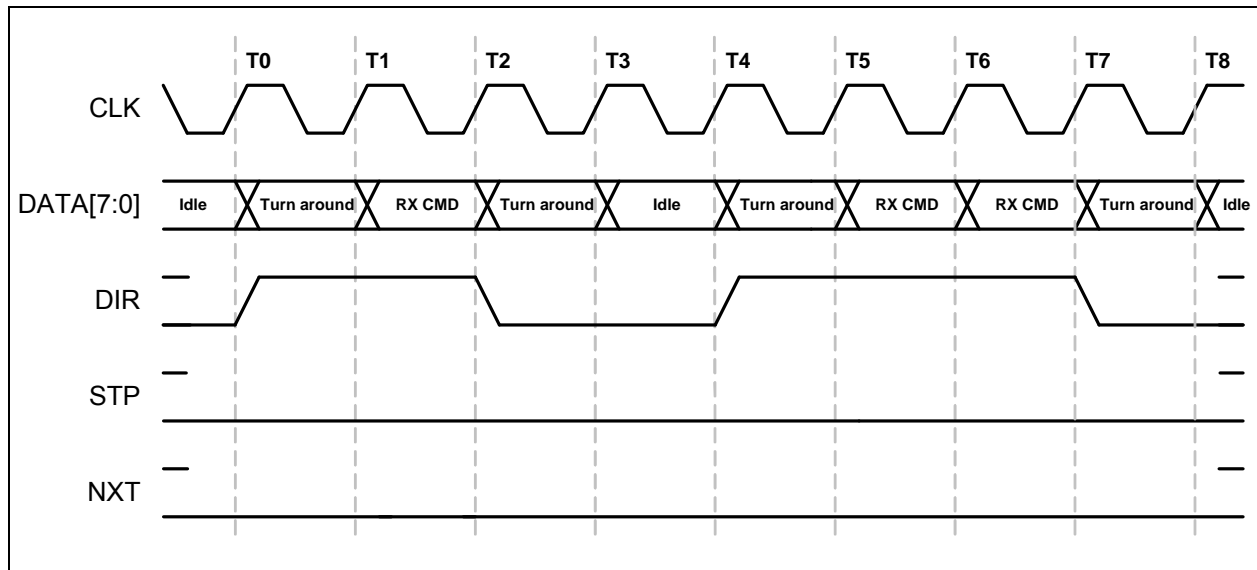 T0 T1 T2 T3 T4 T5 T6 T7 T8
CLK
DATA[7:0] Idle Turn around RX CMD Turn around Idle Turn around RX CMD RX CMD Turn around Idle
DIR
STP
NXT